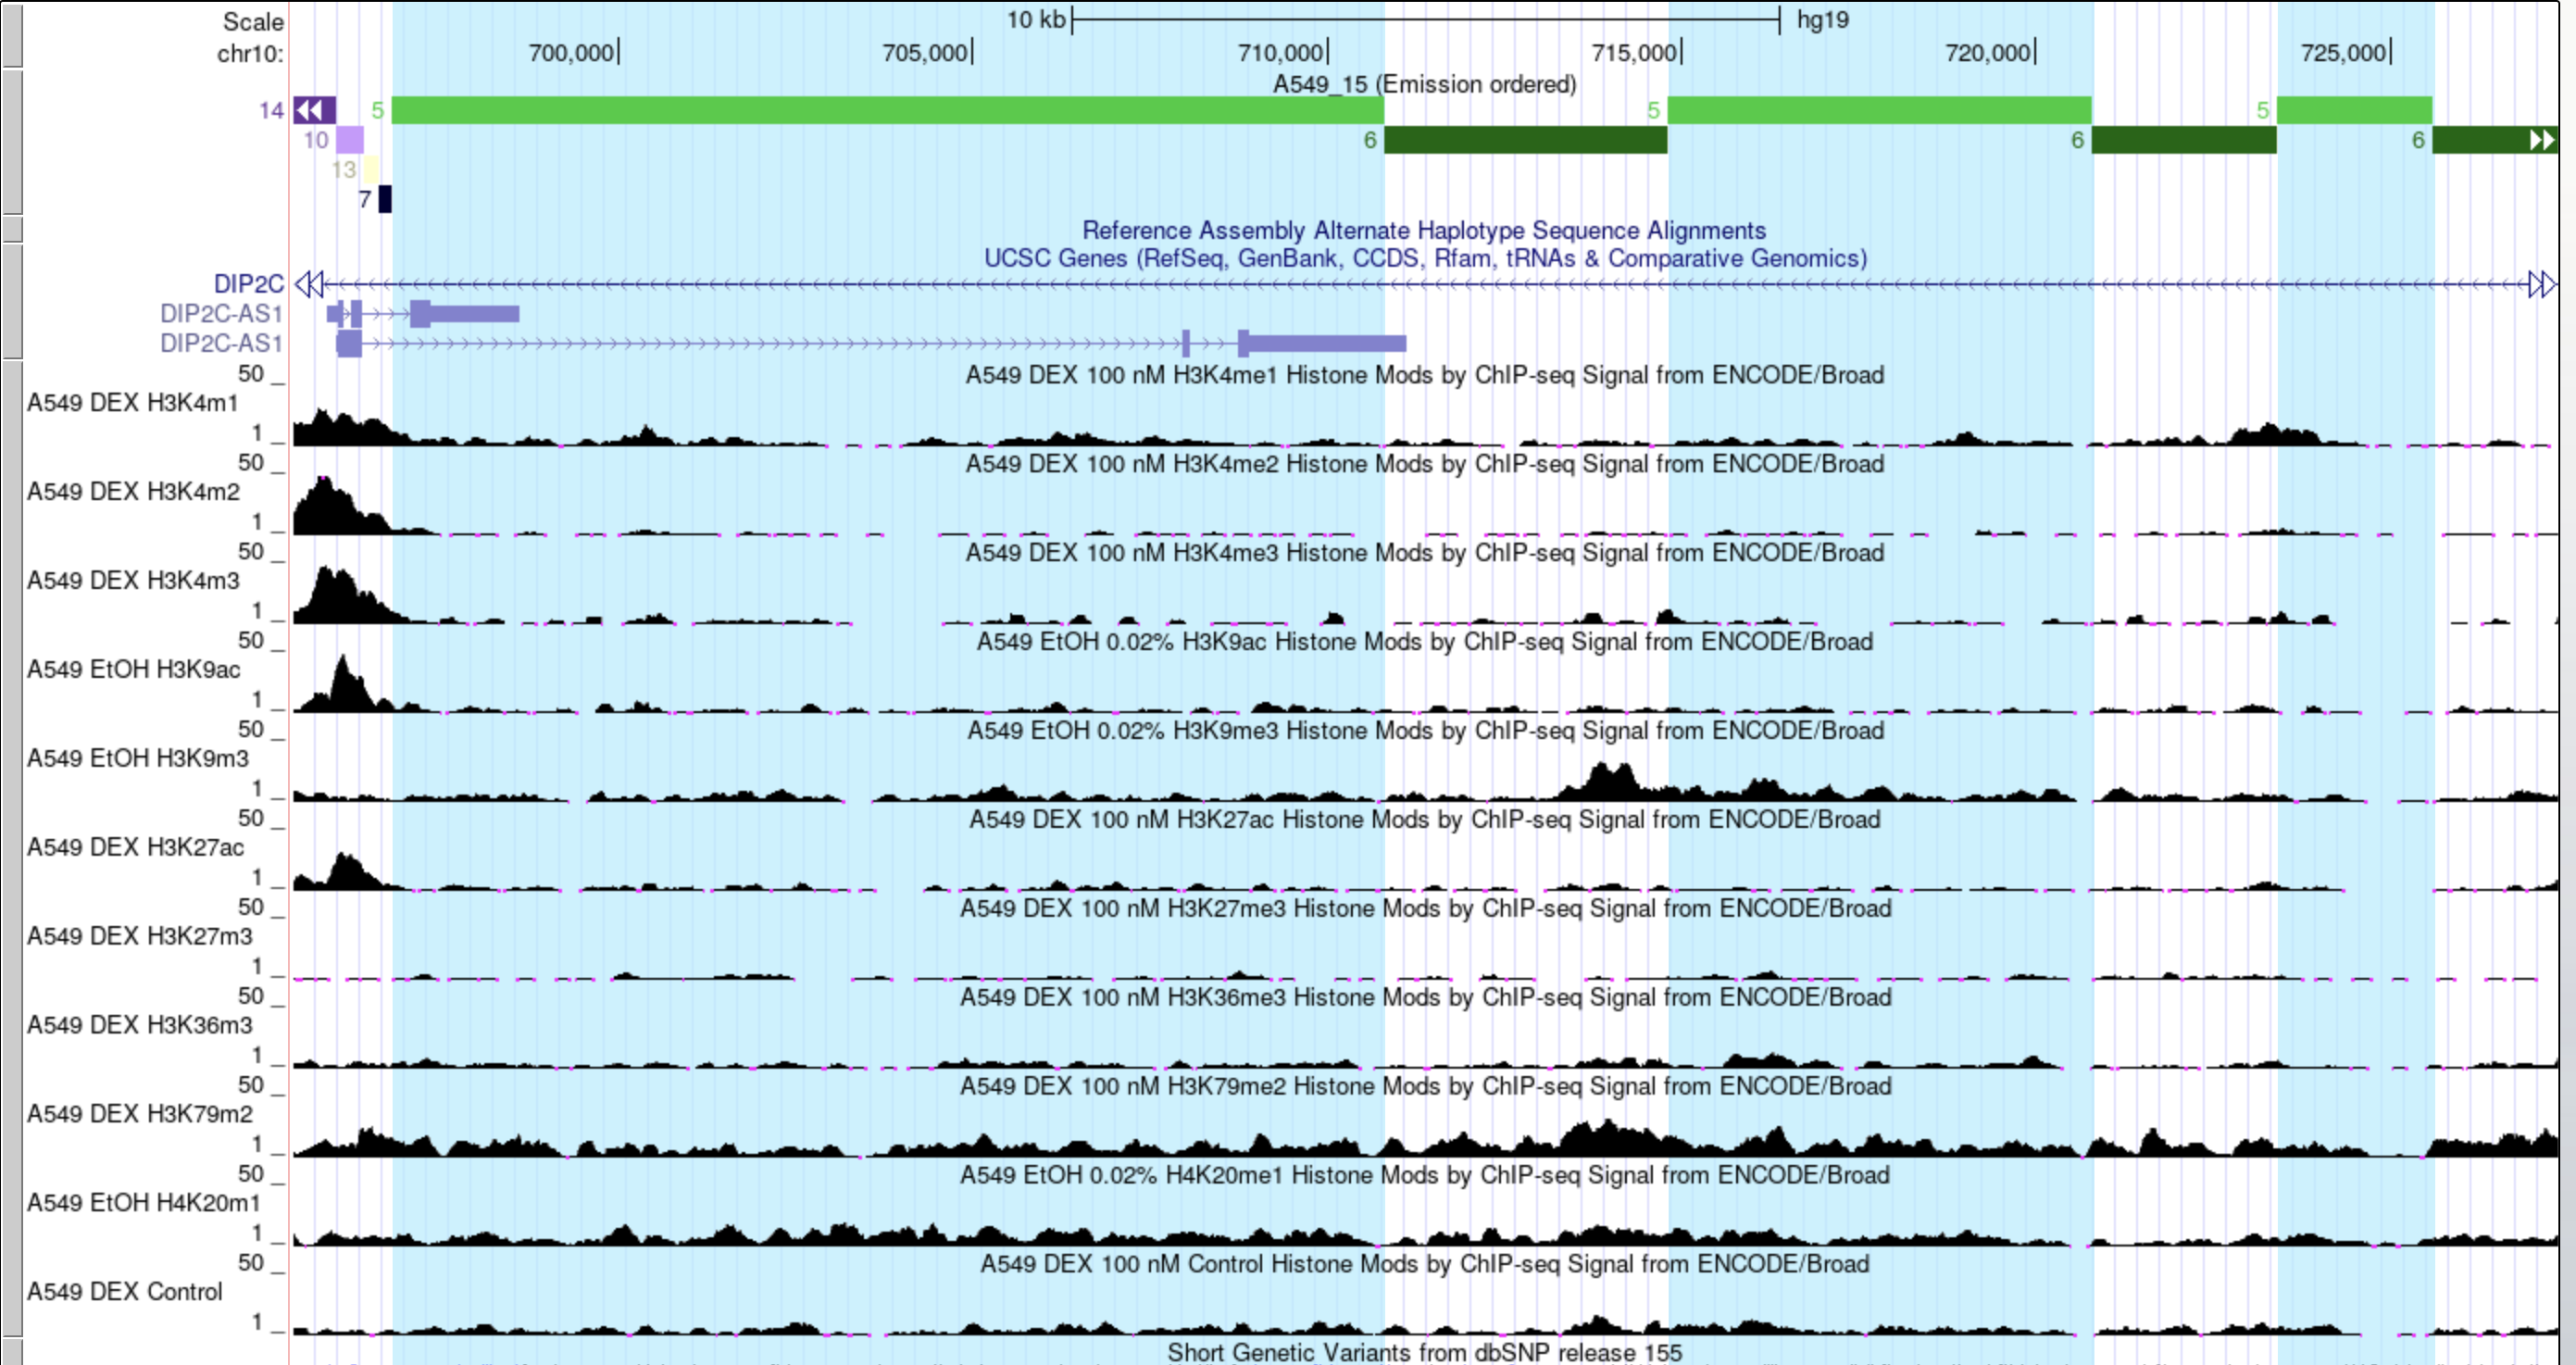 Scale 10 kb hg19
chr10: 700,000 705,000 710,000 715,000 720,000 725,000
A549_15 (Emission ordered)
14 5 5 5
10 6 6 6
13
7
Reference Assembly Alternate Haplotype Sequence Alignments
UCSC Genes (RefSeq, GenBank, CCDS, Rfam, tRNAs & Comparative Genomics)
DIP2C
DIP2C-AS1
DIP2C-AS1
50 A549 DEX 100 nM H3K4me1 Histone Mods by ChIP-seq Signal from ENCODE/Broad
A549 DEX H3K4m1
1
50 A549 DEX 100 nM H3K4me2 Histone Mods by ChIP-seq Signal from ENCODE/Broad
A549 DEX H3K4m2
1
50 A549 DEX 100 nM H3K4me3 Histone Mods by ChIP-seq Signal from ENCODE/Broad
A549 DEX H3K4m3
1
50 A549 EtOH 0.02% H3K9ac Histone Mods by ChIP-seq Signal from ENCODE/Broad
A549 EtOH H3K9ac
1
50 A549 EtOH 0.02% H3K9me3 Histone Mods by ChIP-seq Signal from ENCODE/Broad
A549 EtOH H3K9m3
1
50 A549 DEX 100 nM H3K27ac Histone Mods by ChIP-seq Signal from ENCODE/Broad
A549 DEX H3K27ac
1
50 A549 DEX 100 nM H3K27me3 Histone Mods by ChIP-seq Signal from ENCODE/Broad
A549 DEX H3K27m3
1
50 A549 DEX 100 nM H3K36me3 Histone Mods by ChIP-seq Signal from ENCODE/Broad
A549 DEX H3K36m3
1
50 A549 DEX 100 nM H3K79me2 Histone Mods by ChIP-seq Signal from ENCODE/Broad
A549 DEX H3K79m2
1
50 A549 EtOH 0.02% H4K20me1 Histone Mods by ChIP-seq Signal from ENCODE/Broad
A549 EtOH H4K20m1
1
50 A549 DEX 100 nM Control Histone Mods by ChIP-seq Signal from ENCODE/Broad
A549 DEX Control
1
Short Genetic Variants from dbSNP release 155